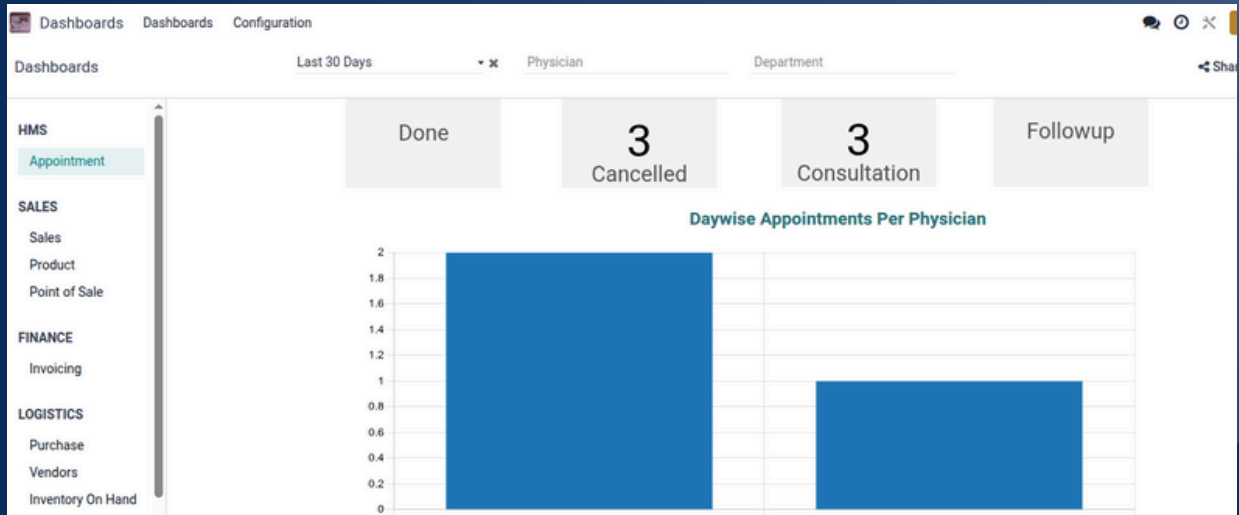 Dashboards Dashboards Configuration
Dashboards Last 30 Days Physician Department Shar
HMS
Appointment
SALES
Sales
Product
Point of Sale
FINANCE
Invoicing
LOGISTICS
Purchase
Vendors
Inventory On Hand
Done
3
Cancelled
3
Consultation
Followup
Daywise Appointments Per Physician
2
1.8
1.6
1.4
1.2
1
0.8
0.6
0.4
0.2
0